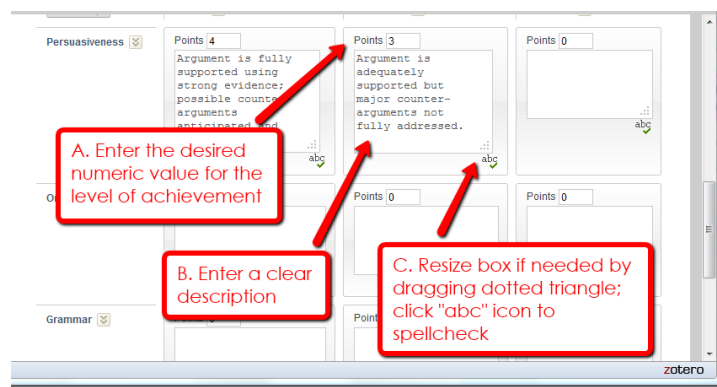 Persuasiveness
Points 4
Points 3
Points 0
Argument is fully
supported using
strong evidence;
possible counter
arguments
anticipated and
Argument is
adequately
supported but
major counter-
arguments not
fully addressed.
abc
abc
abc
A. Enter the desired
numeric value for the
level of achievement
Points 0
Points 0
B. Enter a clear
description
C. Resize box if needed by
dragging dotted triangle;
click "abc" icon to
spellcheck
Grammar
zotero